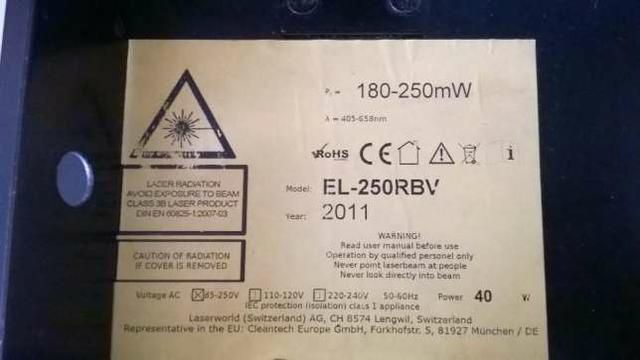 P₀ = 180-250mW
λ = 405-658nm
RoHS CE i
LASER RADIATION
AVOID EXPOSURE TO BEAM
CLASS 3B LASER PRODUCT
DIN EN 60825-1:2007-03
Model: EL-250RBV
Year: 2011
CAUTION OF RADIATION
IF COVER IS REMOVED
WARNING!
Read user manual before use
Operation by qualified personel only
Never point laserbeam at people
Never look directly into beam
Voltage AC 85-250V 110-120V 220-240V 50-60Hz Power 40 W
IEC protection (isolation) class 1 appliance
Laserworld (Switzerland) AG, CH 8574 Lengwil, Switzerland
Representative in the EU: Cleantech Europe GmbH, Fürkhofstr. 5, 81927 München / DE